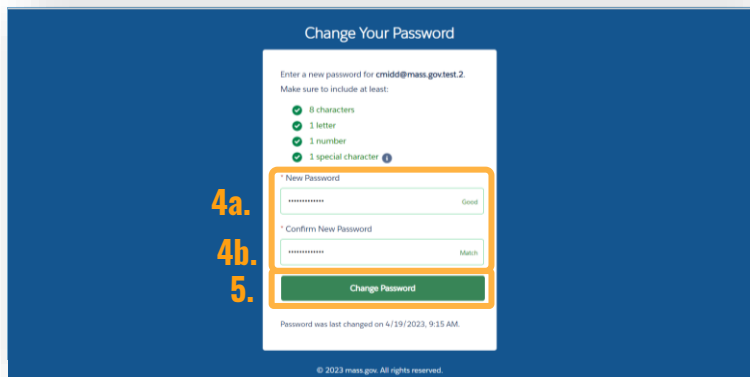 Change Your Password
Enter a new password for cmidd@mass.gov.test.2.
Make sure to include at least:
8 characters
1 letter
1 number
1 special character
* New Password
4a.
•••••••••••••
Good
* Confirm New Password
4b.
•••••••••••••
Match
5.
Change Password
Password was last changed on 4/19/2023, 9:15 AM.
© 2023 mass.gov. All rights reserved.